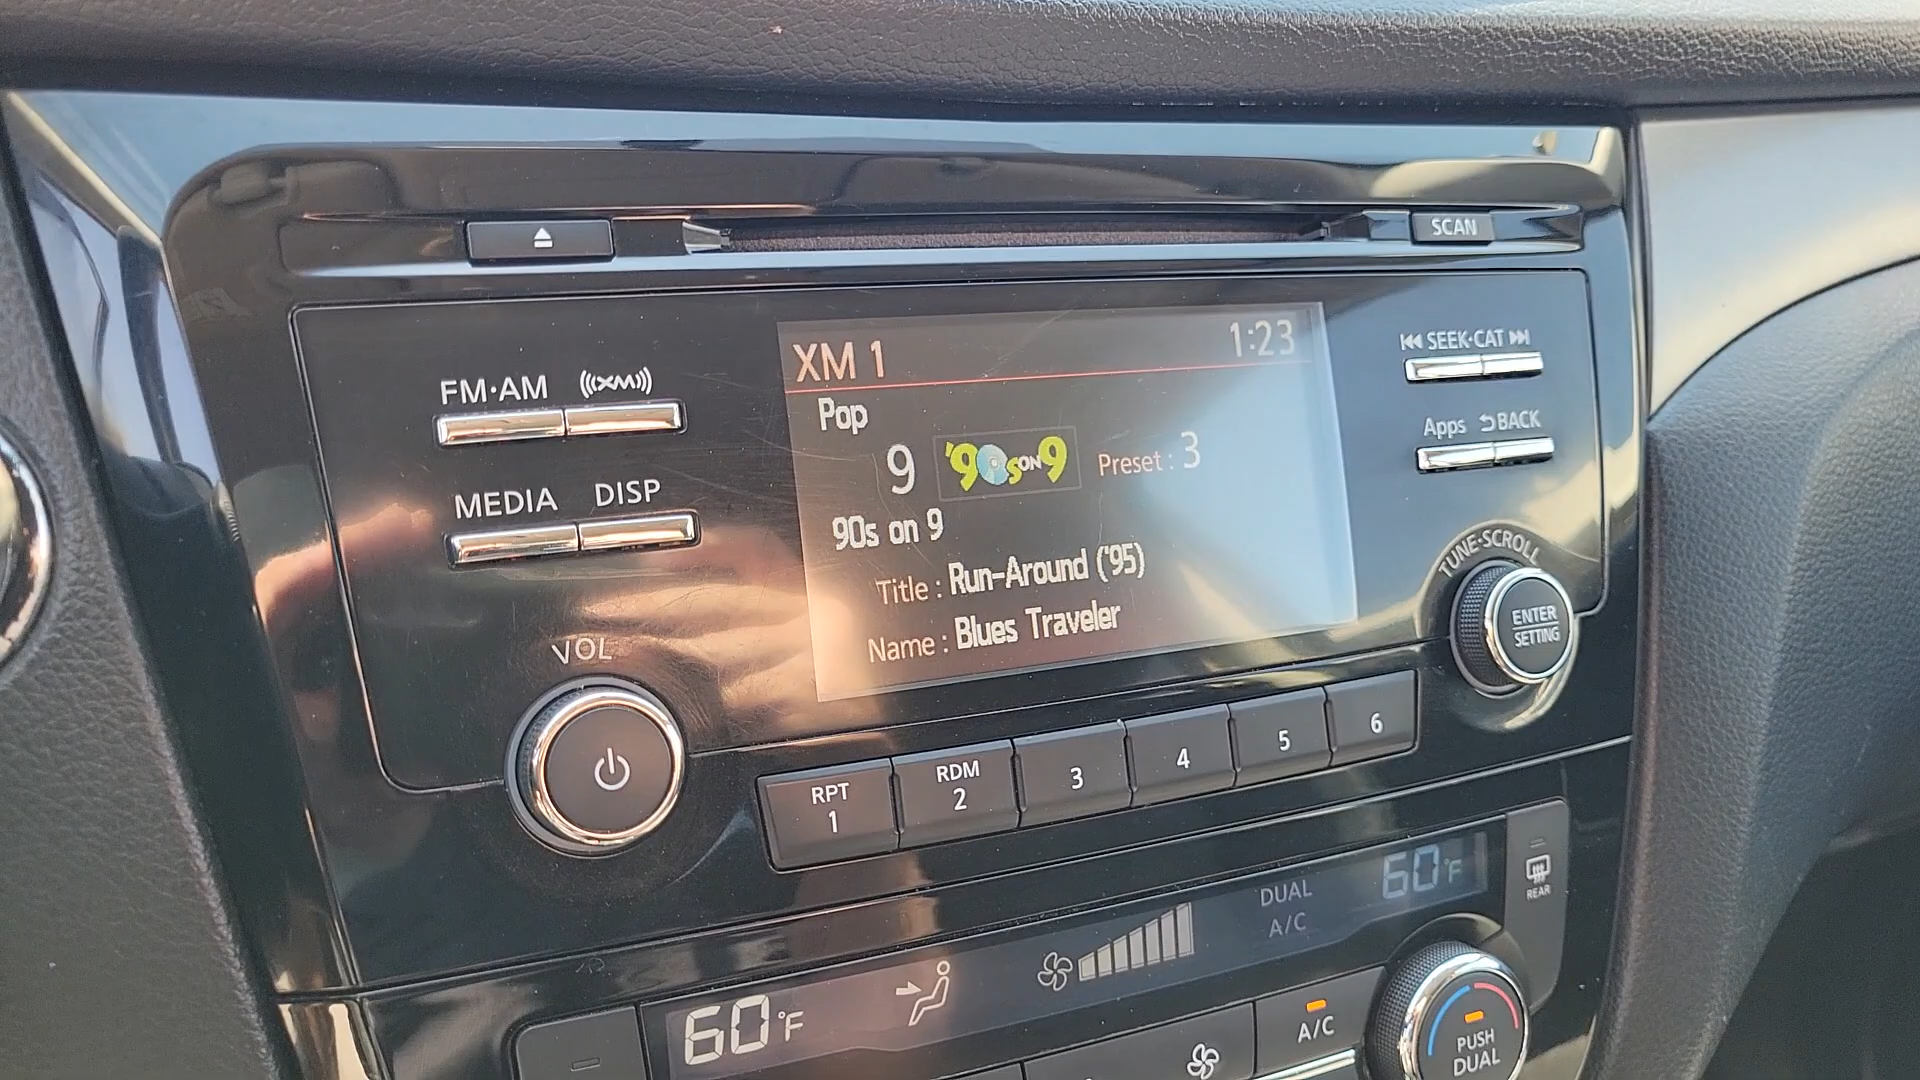 SCAN
FM·AM (((XM)))
MEDIA DISP
VOL
XM 1 1:23
Pop
9 '90s ON 9 Preset : 3
90s on 9
Title : Run-Around ('95)
Name : Blues Traveler
SEEK·CAT
Apps BACK
TUNE·SCROLL
ENTER
SETTING
RPT
1
RDM
2
3
4
5
6
60°F
DUAL
A/C
60°F
REAR
A/C
PUSH
DUAL